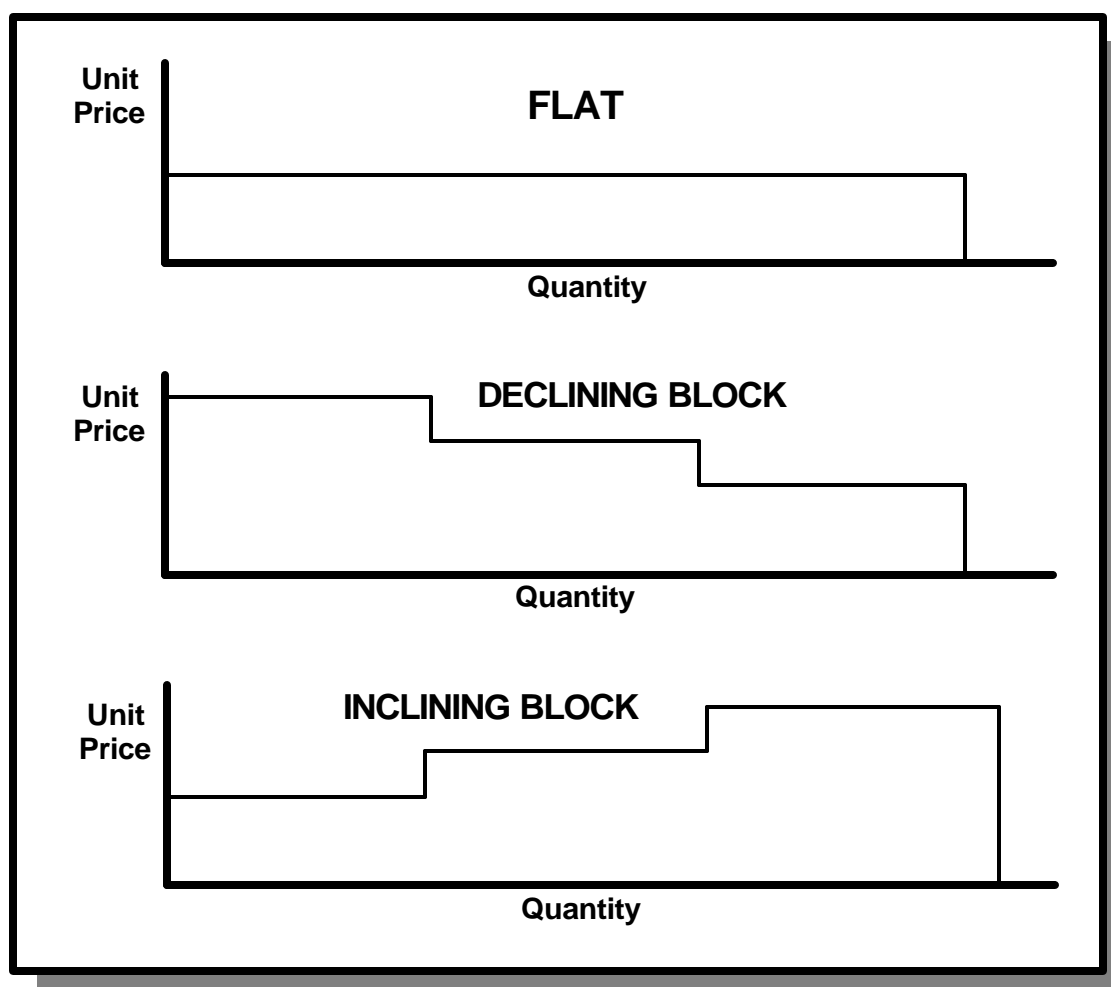 Unit
Price
FLAT
Quantity
Unit
Price
DECLINING BLOCK
Quantity
Unit
Price
INCLINING BLOCK
Quantity